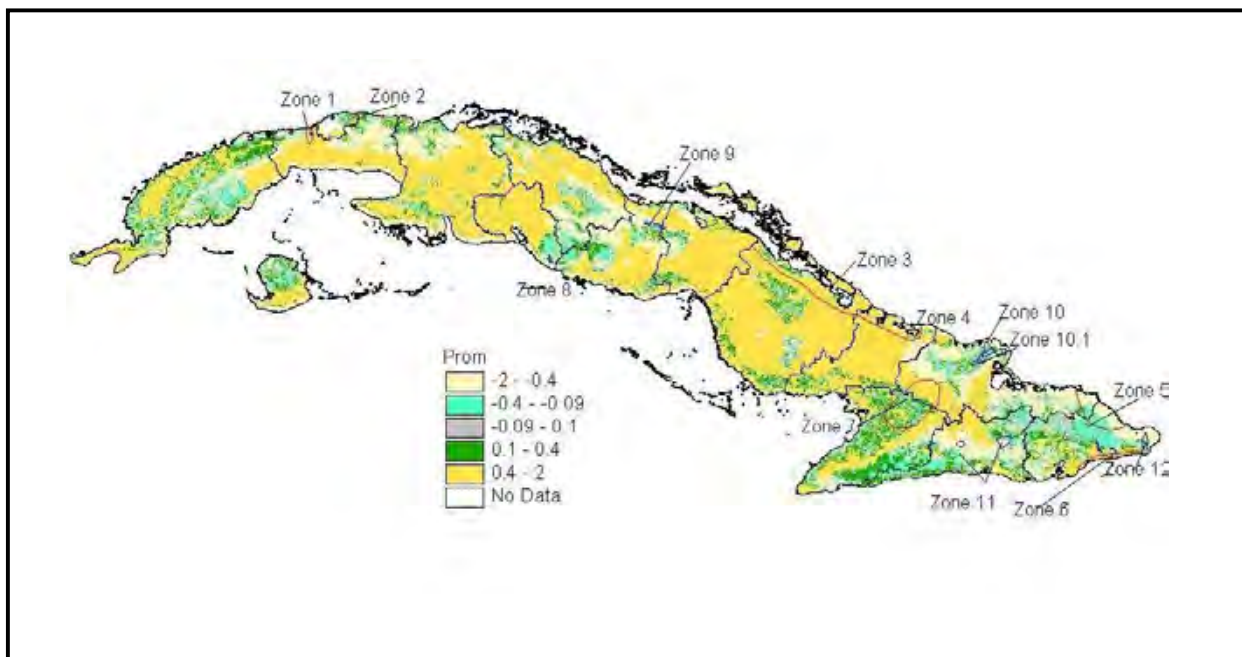 Zone 1
Zone 2
Zone 9
Zone 3
Zone 4
Zone 10
Zone 10.1
Zone 8
Prom
-2 - -0.4
-0.4 - -0.09
-0.09 - 0.1
0.1 - 0.4
0.4 - 2
No Data
Zone 5
Zone 7
Zone 12
Zone 11
Zone 6